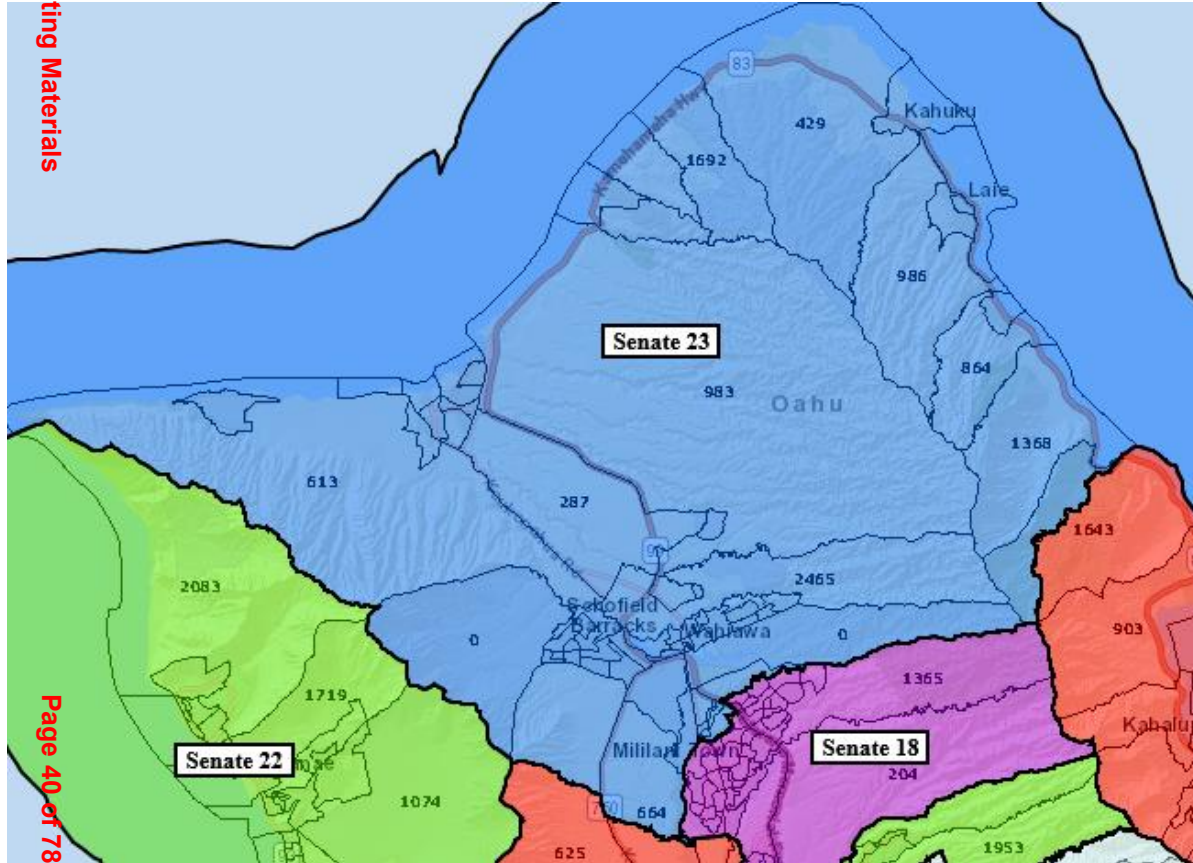 ting Materials
83
Kamehameha Hwy
Kahuku
429
1692
Laie
986
Senate 23
864
983
Oahu
1368
613
287
1643
2083
2465
Schofield
Barracks
Wahiawa
0
0
903
1365
1719
Kahalu
Mililani Town
Senate 18
Senate 22
204
1074
750
664
Page 40 of 78
625
1953